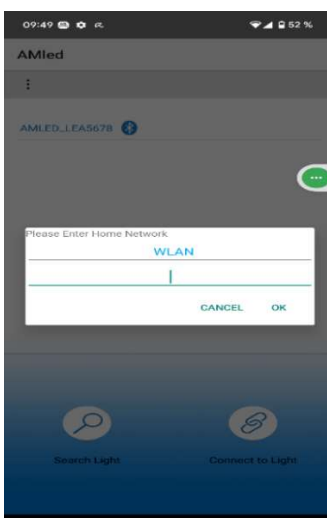 09:49 52 %
AMled
AMLED_LEA5678
Please Enter Home Network
WLAN
CANCEL OK
Search Light Connect to Light